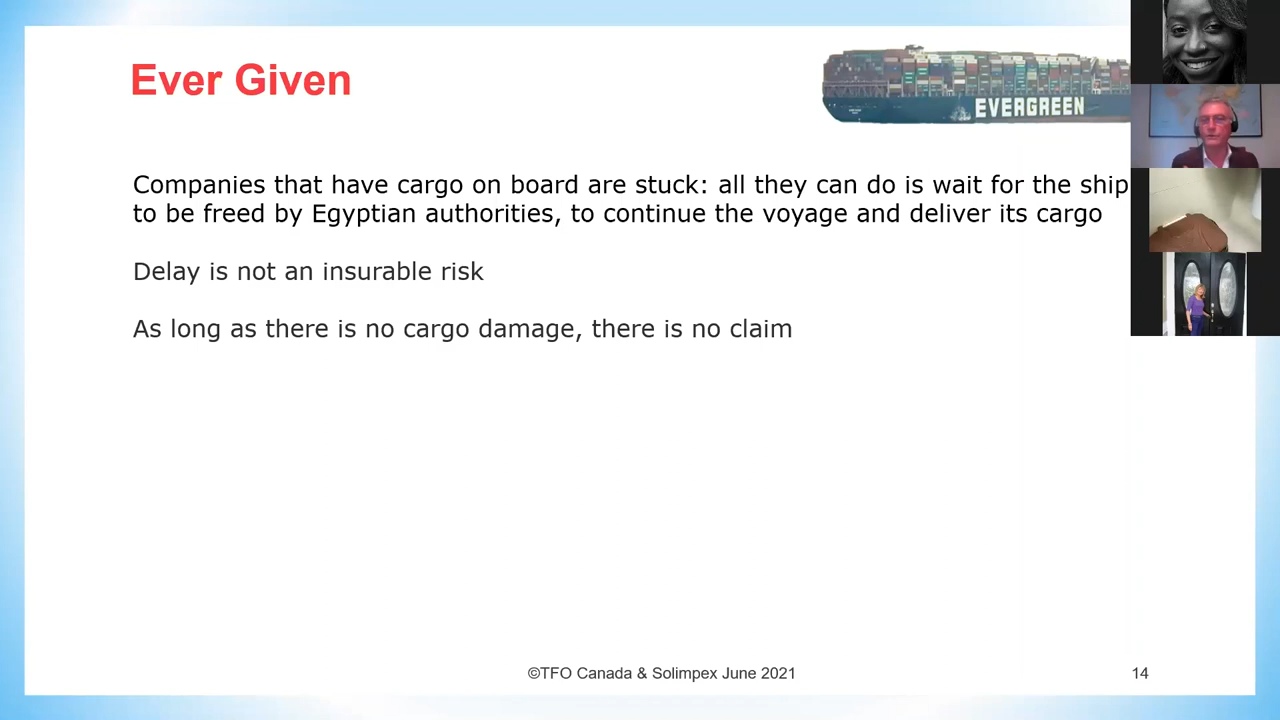 Ever Given
EVERGREEN
Companies that have cargo on board are stuck: all they can do is wait for the ship
to be freed by Egyptian authorities, to continue the voyage and deliver its cargo
Delay is not an insurable risk
As long as there is no cargo damage, there is no claim
©TFO Canada & Solimpex June 2021
14